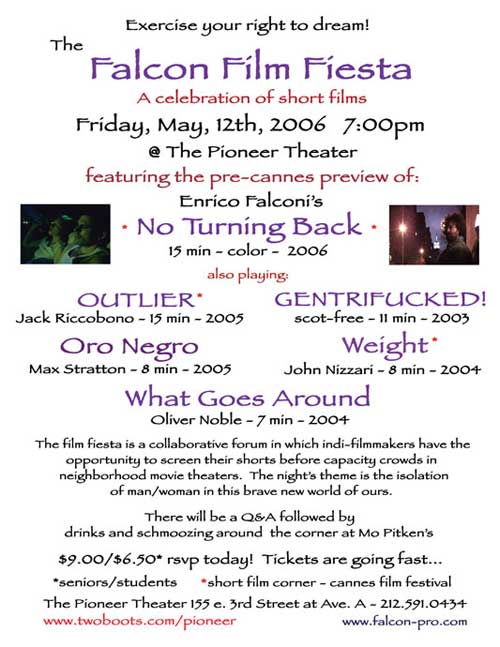 Exercise your right to dream!
The
Falcon Film Fiesta
A celebration of short films
Friday, May, 12th, 2006 7:00pm
@ The Pioneer Theater
featuring the pre-cannes preview of:
Enrico Falconi's
* No Turning Back *
15 min - color - 2006
also playing:
OUTLIER*
Jack Riccobono - 15 min - 2005
GENTRIFUCKED!
scot-free - 11 min - 2003
Oro Negro
Max Stratton - 8 min - 2005
Weight*
John Nizzari - 8 min - 2004
What Goes Around
Oliver Noble - 7 min - 2004
The film fiesta is a collaborative forum in which indi-filmmakers have the
opportunity to screen their shorts before capacity crowds in
neighborhood movie theaters. The night's theme is the isolation
of man/woman in this brave new world of ours.
There will be a Q&A followed by
drinks and schmoozing around the corner at Mo Pitken's
$9.00/$6.50* rsvp today! Tickets are going fast...
*seniors/students *short film corner - cannes film festival
The Pioneer Theater 155 e. 3rd Street at Ave. A - 212.591.0434
www.twoboots.com/pioneer www.falcon-pro.com